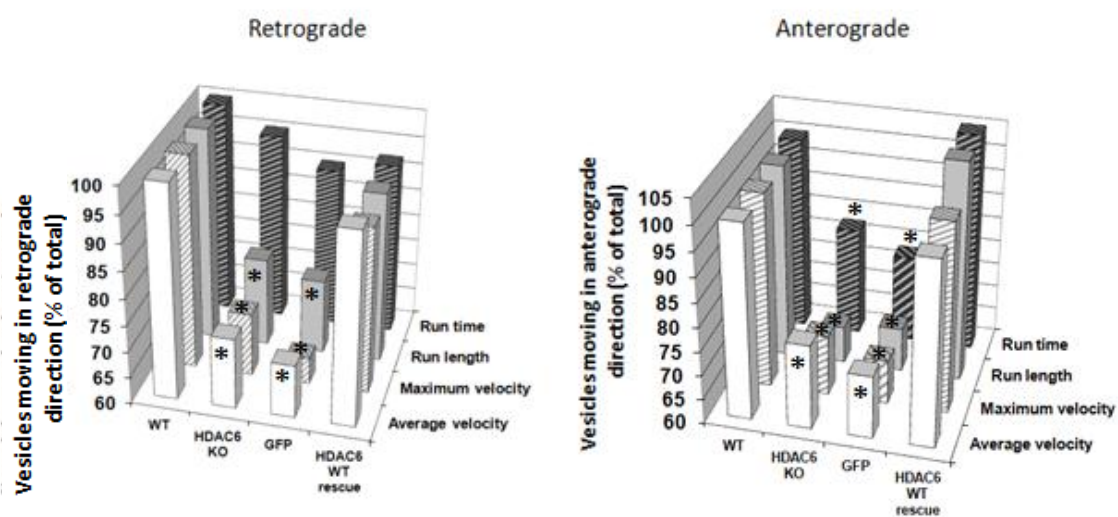 Retrograde
Vesicles moving in retrograde
direction (% of total)
100
95
90
85
80
75
70
65
60
*
*
*
*
*
*
WT
HDAC6
KO
GFP
HDAC6
WT
rescue
Run time
Run length
Maximum velocity
Average velocity
Anterograde
Vesicles moving in anterograde
direction (% of total)
105
100
95
90
85
80
75
70
65
60
*
*
*
*
*
*
*
*
WT
HDAC6
KO
GFP
HDAC6
WT
rescue
Run time
Run length
Maximum velocity
Average velocity